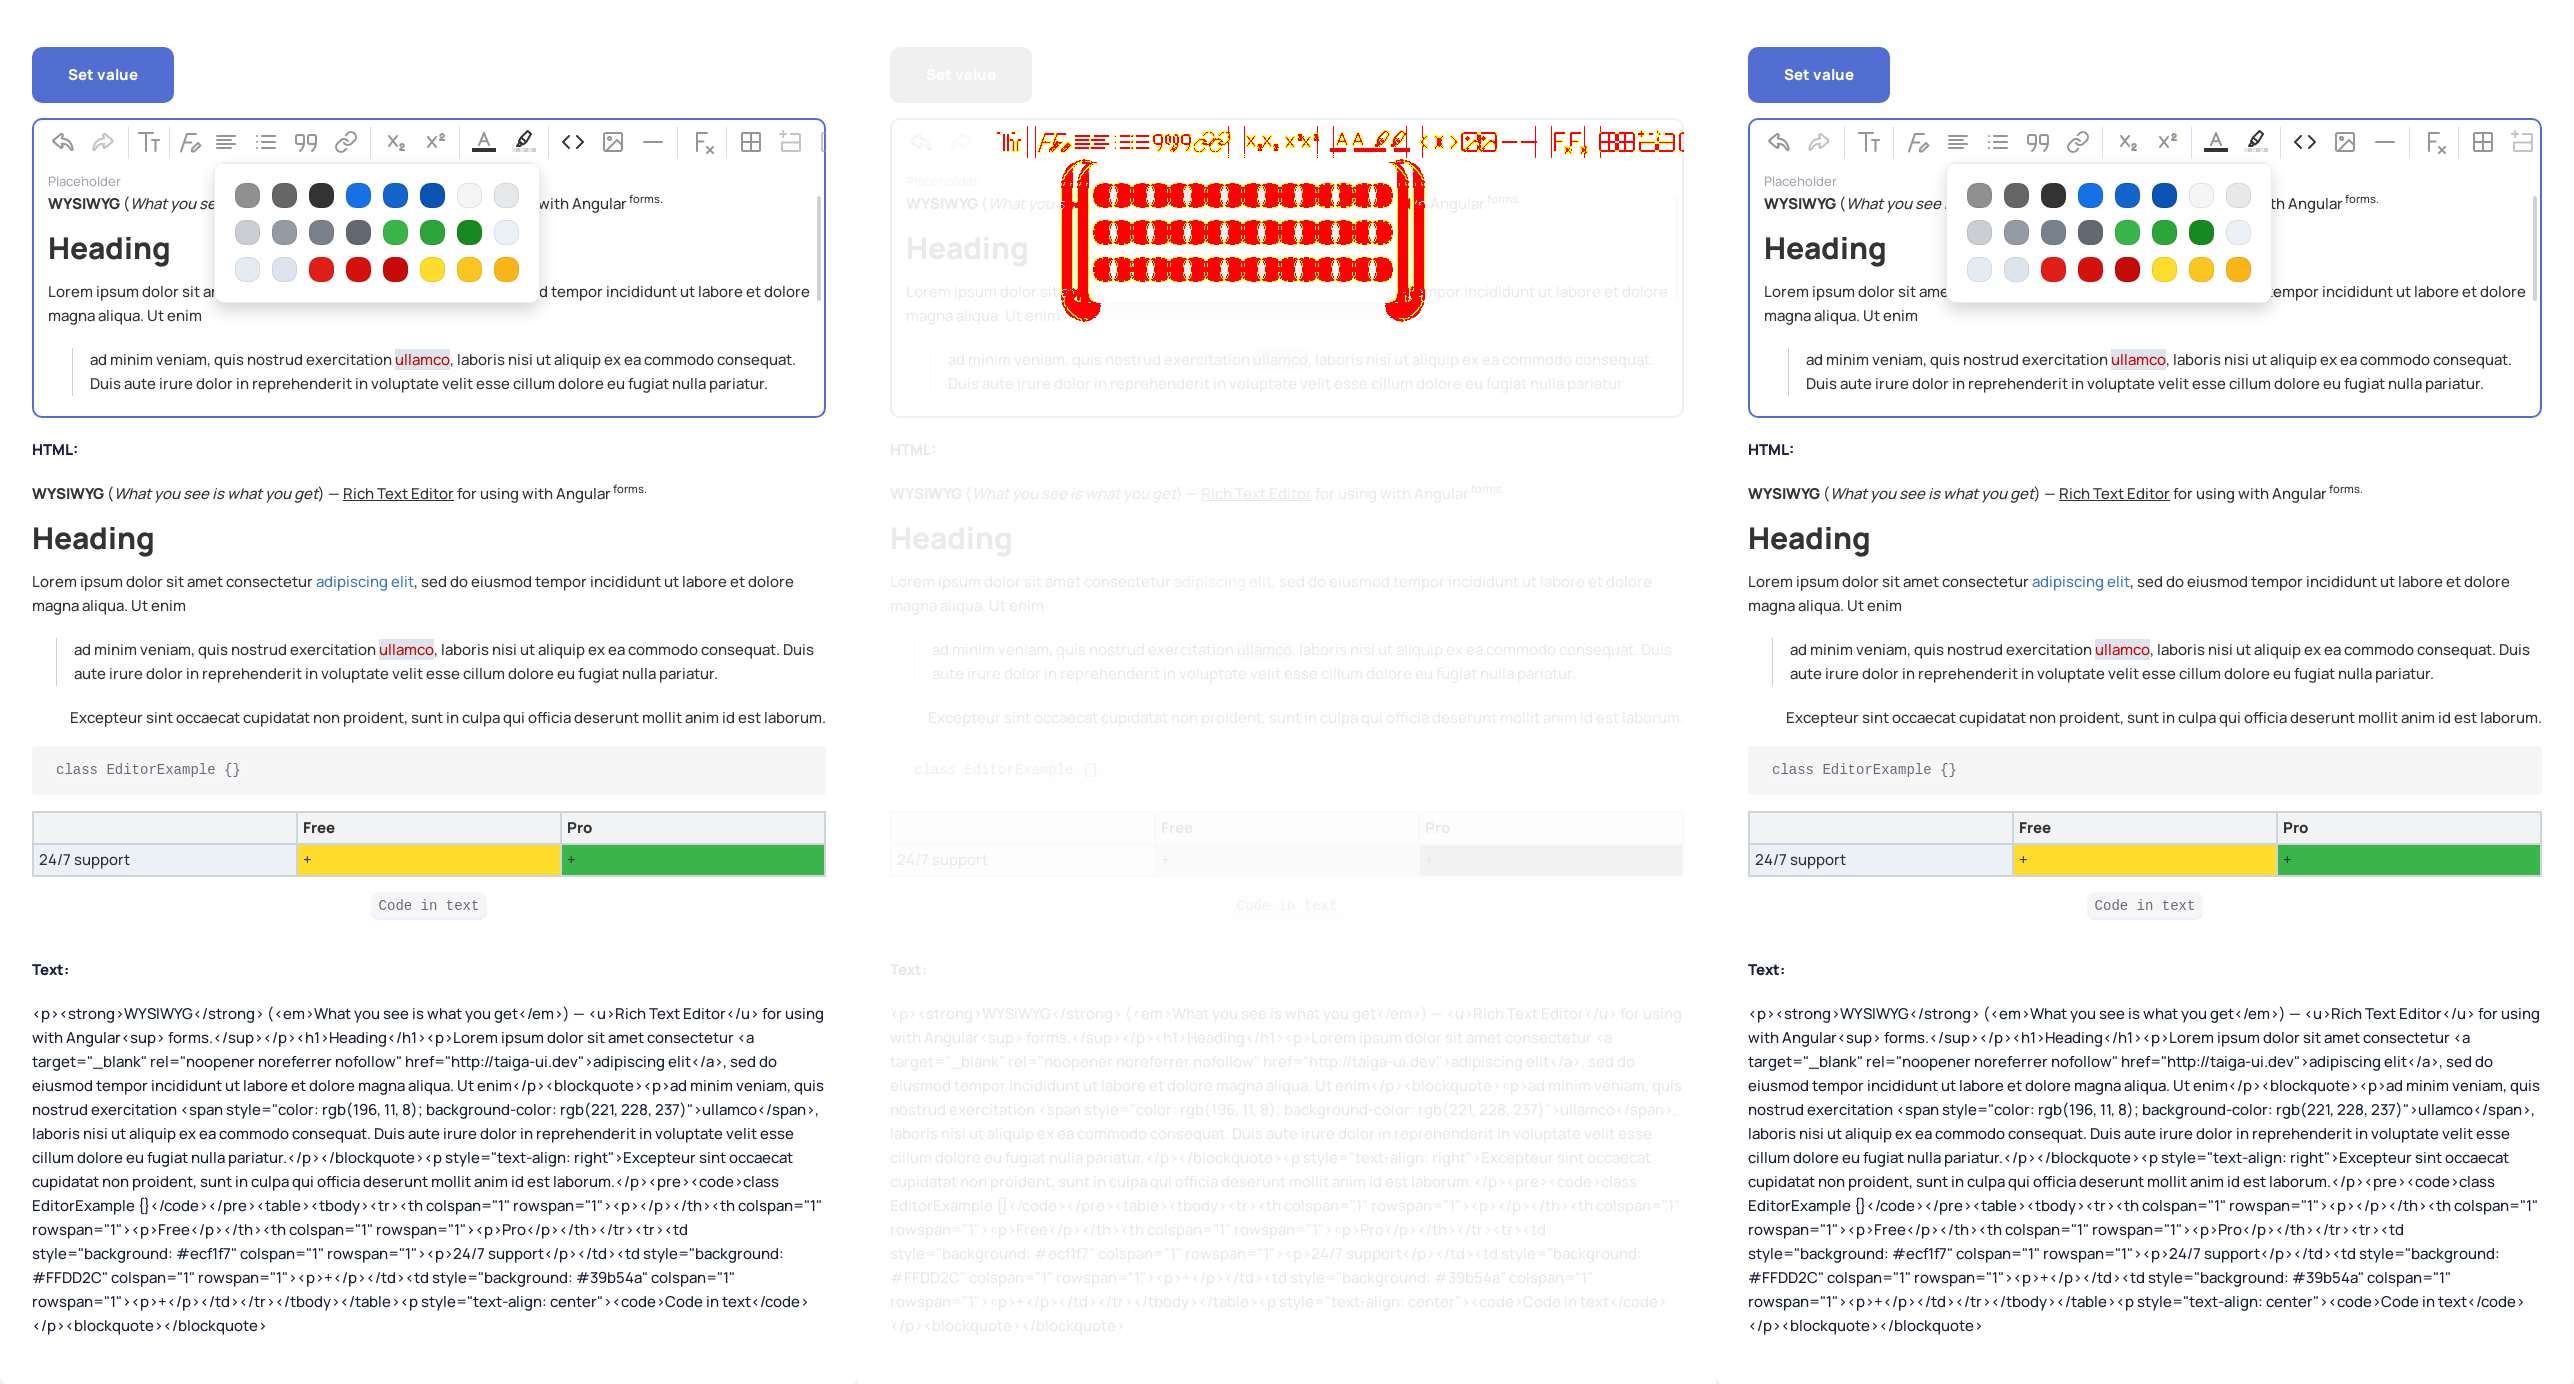 Set value
Placeholder
WYSIWYG (What you se
with Angular forms.
Heading
Lorem ipsum dolor sit
d tempor incididunt ut labore et dolore
magna aliqua. Ut enim
ad minim veniam, quis nostrud exercitation ullamco, laboris nisi ut aliquip ex ea commodo consequat.
Duis aute irure dolor in reprehenderit in voluptate velit esse cillum dolore eu fugiat nulla pariatur.
HTML:
WYSIWYG (What you see is what you get) — Rich Text Editor for using with Angular forms.
Heading
Lorem ipsum dolor sit amet consectetur adipiscing elit, sed do eiusmod tempor incididunt ut labore et dolore
magna aliqua. Ut enim
ad minim veniam, quis nostrud exercitation ullamco, laboris nisi ut aliquip ex ea commodo consequat. Duis
aute irure dolor in reprehenderit in voluptate velit esse cillum dolore eu fugiat nulla pariatur.
Excepteur sint occaecat cupidatat non proident, sunt in culpa qui officia deserunt mollit anim id est laborum.
class EditorExample {}
Free Pro
24/7 support + +
Code in text
Text:
<p><strong>WYSIWYG</strong> (<em>What you see is what you get</em>) — <u>Rich Text Editor</u> for using
with Angular<sup> forms.</sup></p><h1>Heading</h1><p>Lorem ipsum dolor sit amet consectetur <a
target="_blank" rel="noopener noreferrer nofollow" href="http://taiga-ui.dev">adipiscing elit</a>, sed do
eiusmod tempor incididunt ut labore et dolore magna aliqua. Ut enim</p><blockquote><p>ad minim veniam, quis
nostrud exercitation <span style="color: rgb(196, 11, 8); background-color: rgb(221, 228, 237)">ullamco</span>,
laboris nisi ut aliquip ex ea commodo consequat. Duis aute irure dolor in reprehenderit in voluptate velit esse
cillum dolore eu fugiat nulla pariatur.</p></blockquote><p style="text-align: right">Excepteur sint occaecat
cupidatat non proident, sunt in culpa qui officia deserunt mollit anim id est laborum.</p><pre><code>class
EditorExample {}</code></pre><table><tbody><tr><th colspan="1" rowspan="1"><p></p></th><th colspan="1"
rowspan="1"><p>Free</p></th><th colspan="1" rowspan="1"><p>Pro</p></th></tr><tr><td
style="background: #ecf1f7" colspan="1" rowspan="1"><p>24/7 support</p></td><td style="background:
#FFDD2C" colspan="1" rowspan="1"><p>+</p></td><td style="background: #39b54a" colspan="1"
rowspan="1"><p>+</p></td></tr></tbody></table><p style="text-align: center"><code>Code in text</code>
</p><blockquote></blockquote>
Set value
Placeholder
WYSIWYG (What you
Angular forms.
Heading
Lorem ipsum dolor sit
mpor incididunt ut labore et dolore
magna aliqua. Ut enim
ad minim veniam, quis nostrud exercitation ullamco, laboris nisi ut aliquip ex ea commodo consequat.
Duis aute irure dolor in reprehenderit in voluptate velit esse cillum dolore eu fugiat nulla pariatur.
HTML:
WYSIWYG (What you see is what you get) — Rich Text Editor for using with Angular forms.
Heading
Lorem ipsum dolor sit amet consectetur adipiscing elit, sed do eiusmod tempor incididunt ut labore et dolore
magna aliqua. Ut enim
ad minim veniam, quis nostrud exercitation ullamco, laboris nisi ut aliquip ex ea commodo consequat. Duis
aute irure dolor in reprehenderit in voluptate velit esse cillum dolore eu fugiat nulla pariatur.
Excepteur sint occaecat cupidatat non proident, sunt in culpa qui officia deserunt mollit anim id est laborum.
class EditorExample {}
Free Pro
24/7 support + +
Code in text
Text:
<p><strong>WYSIWYG</strong> (<em>What you see is what you get</em>) — <u>Rich Text Editor</u> for using
with Angular<sup> forms.</sup></p><h1>Heading</h1><p>Lorem ipsum dolor sit amet consectetur <a
target="_blank" rel="noopener noreferrer nofollow" href="http://taiga-ui.dev">adipiscing elit</a>, sed do
eiusmod tempor incididunt ut labore et dolore magna aliqua. Ut enim</p><blockquote><p>ad minim veniam, quis
nostrud exercitation <span style="color: rgb(196, 11, 8); background-color: rgb(221, 228, 237)">ullamco</span>,
laboris nisi ut aliquip ex ea commodo consequat. Duis aute irure dolor in reprehenderit in voluptate velit esse
cillum dolore eu fugiat nulla pariatur.</p></blockquote><p style="text-align: right">Excepteur sint occaecat
cupidatat non proident, sunt in culpa qui officia deserunt mollit anim id est laborum.</p><pre><code>class
EditorExample {}</code></pre><table><tbody><tr><th colspan="1" rowspan="1"><p></p></th><th colspan="1"
rowspan="1"><p>Free</p></th><th colspan="1" rowspan="1"><p>Pro</p></th></tr><tr><td
style="background: #ecf1f7" colspan="1" rowspan="1"><p>24/7 support</p></td><td style="background:
#FFDD2C" colspan="1" rowspan="1"><p>+</p></td><td style="background: #39b54a" colspan="1"
rowspan="1"><p>+</p></td></tr></tbody></table><p style="text-align: center"><code>Code in text</code>
</p><blockquote></blockquote>
Set value
Placeholder
WYSIWYG (What you see
th Angular forms.
Heading
Lorem ipsum dolor sit ame
tempor incididunt ut labore et dolore
magna aliqua. Ut enim
ad minim veniam, quis nostrud exercitation ullamco, laboris nisi ut aliquip ex ea commodo consequat.
Duis aute irure dolor in reprehenderit in voluptate velit esse cillum dolore eu fugiat nulla pariatur.
HTML:
WYSIWYG (What you see is what you get) — Rich Text Editor for using with Angular forms.
Heading
Lorem ipsum dolor sit amet consectetur adipiscing elit, sed do eiusmod tempor incididunt ut labore et dolore
magna aliqua. Ut enim
ad minim veniam, quis nostrud exercitation ullamco, laboris nisi ut aliquip ex ea commodo consequat. Duis
aute irure dolor in reprehenderit in voluptate velit esse cillum dolore eu fugiat nulla pariatur.
Excepteur sint occaecat cupidatat non proident, sunt in culpa qui officia deserunt mollit anim id est laborum.
class EditorExample {}
Free Pro
24/7 support + +
Code in text
Text:
<p><strong>WYSIWYG</strong> (<em>What you see is what you get</em>) — <u>Rich Text Editor</u> for using
with Angular<sup> forms.</sup></p><h1>Heading</h1><p>Lorem ipsum dolor sit amet consectetur <a
target="_blank" rel="noopener noreferrer nofollow" href="http://taiga-ui.dev">adipiscing elit</a>, sed do
eiusmod tempor incididunt ut labore et dolore magna aliqua. Ut enim</p><blockquote><p>ad minim veniam, quis
nostrud exercitation <span style="color: rgb(196, 11, 8); background-color: rgb(221, 228, 237)">ullamco</span>,
laboris nisi ut aliquip ex ea commodo consequat. Duis aute irure dolor in reprehenderit in voluptate velit esse
cillum dolore eu fugiat nulla pariatur.</p></blockquote><p style="text-align: right">Excepteur sint occaecat
cupidatat non proident, sunt in culpa qui officia deserunt mollit anim id est laborum.</p><pre><code>class
EditorExample {}</code></pre><table><tbody><tr><th colspan="1" rowspan="1"><p></p></th><th colspan="1"
rowspan="1"><p>Free</p></th><th colspan="1" rowspan="1"><p>Pro</p></th></tr><tr><td
style="background: #ecf1f7" colspan="1" rowspan="1"><p>24/7 support</p></td><td style="background:
#FFDD2C" colspan="1" rowspan="1"><p>+</p></td><td style="background: #39b54a" colspan="1"
rowspan="1"><p>+</p></td></tr></tbody></table><p style="text-align: center"><code>Code in text</code>
</p><blockquote></blockquote>